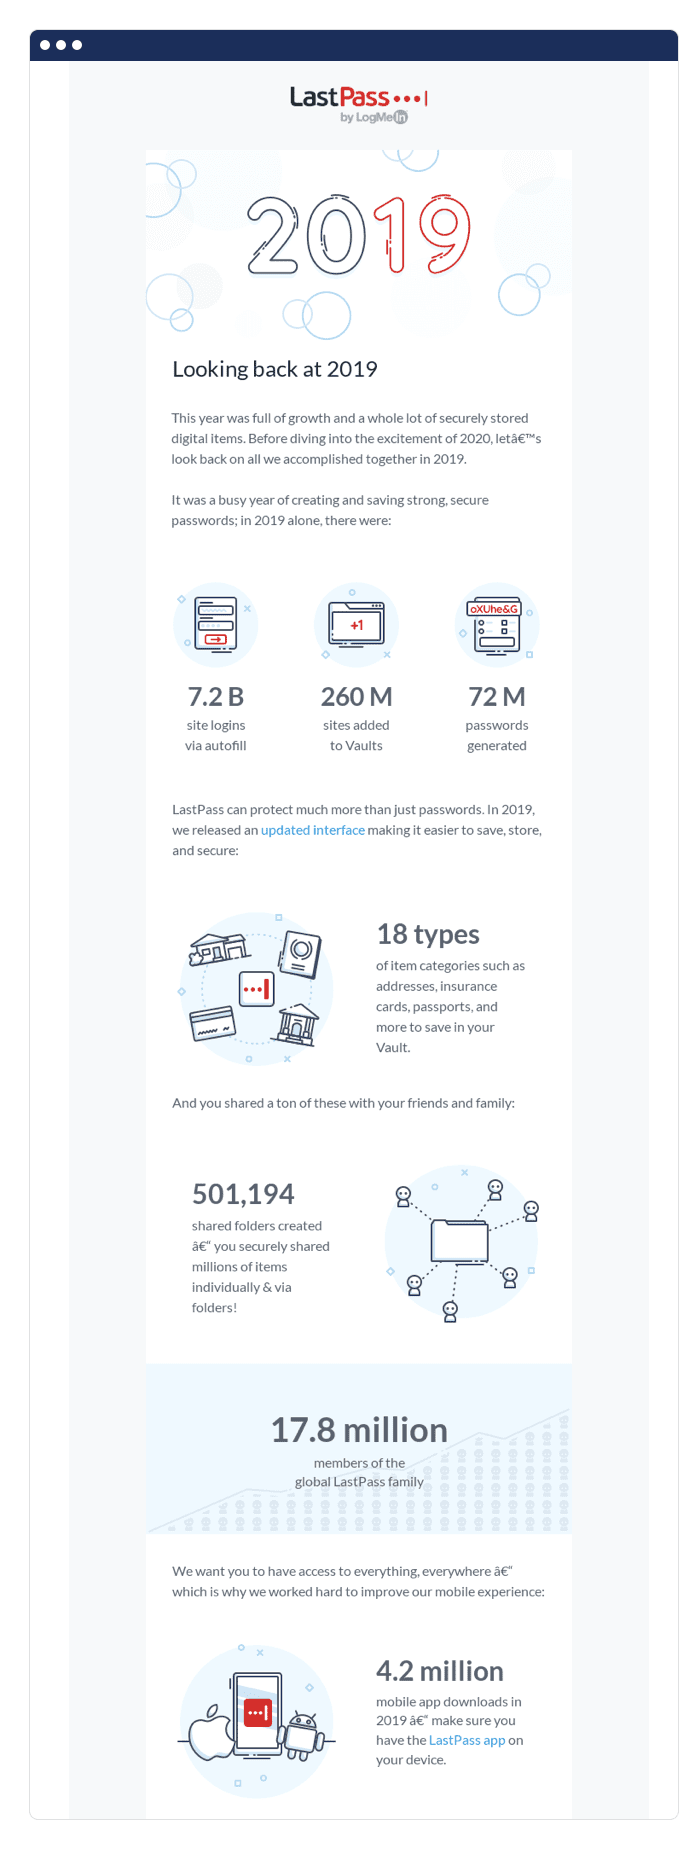 LastPass
by LogMeIn
2019
Looking back at 2019
This year was full of growth and a whole lot of securely stored
digital items. Before diving into the excitement of 2020, letâ€™s
look back on all we accomplished together in 2019.
It was a busy year of creating and saving strong, secure
passwords; in 2019 alone, there were:
+1
oXUhe&G
7.2 B
site logins
via autofill
260 M
sites added
to Vaults
72 M
passwords
generated
LastPass can protect much more than just passwords. In 2019,
we released an updated interface making it easier to save, store,
and secure:
18 types
of item categories such as
addresses, insurance
cards, passports, and
more to save in your
Vault.
And you shared a ton of these with your friends and family:
501,194
shared folders created
â€“ you securely shared
millions of items
individually & via
folders!
17.8 million
members of the
global LastPass family
We want you to have access to everything, everywhere â€“
which is why we worked hard to improve our mobile experience:
4.2 million
mobile app downloads in
2019 â€“ make sure you
have the LastPass app on
your device.